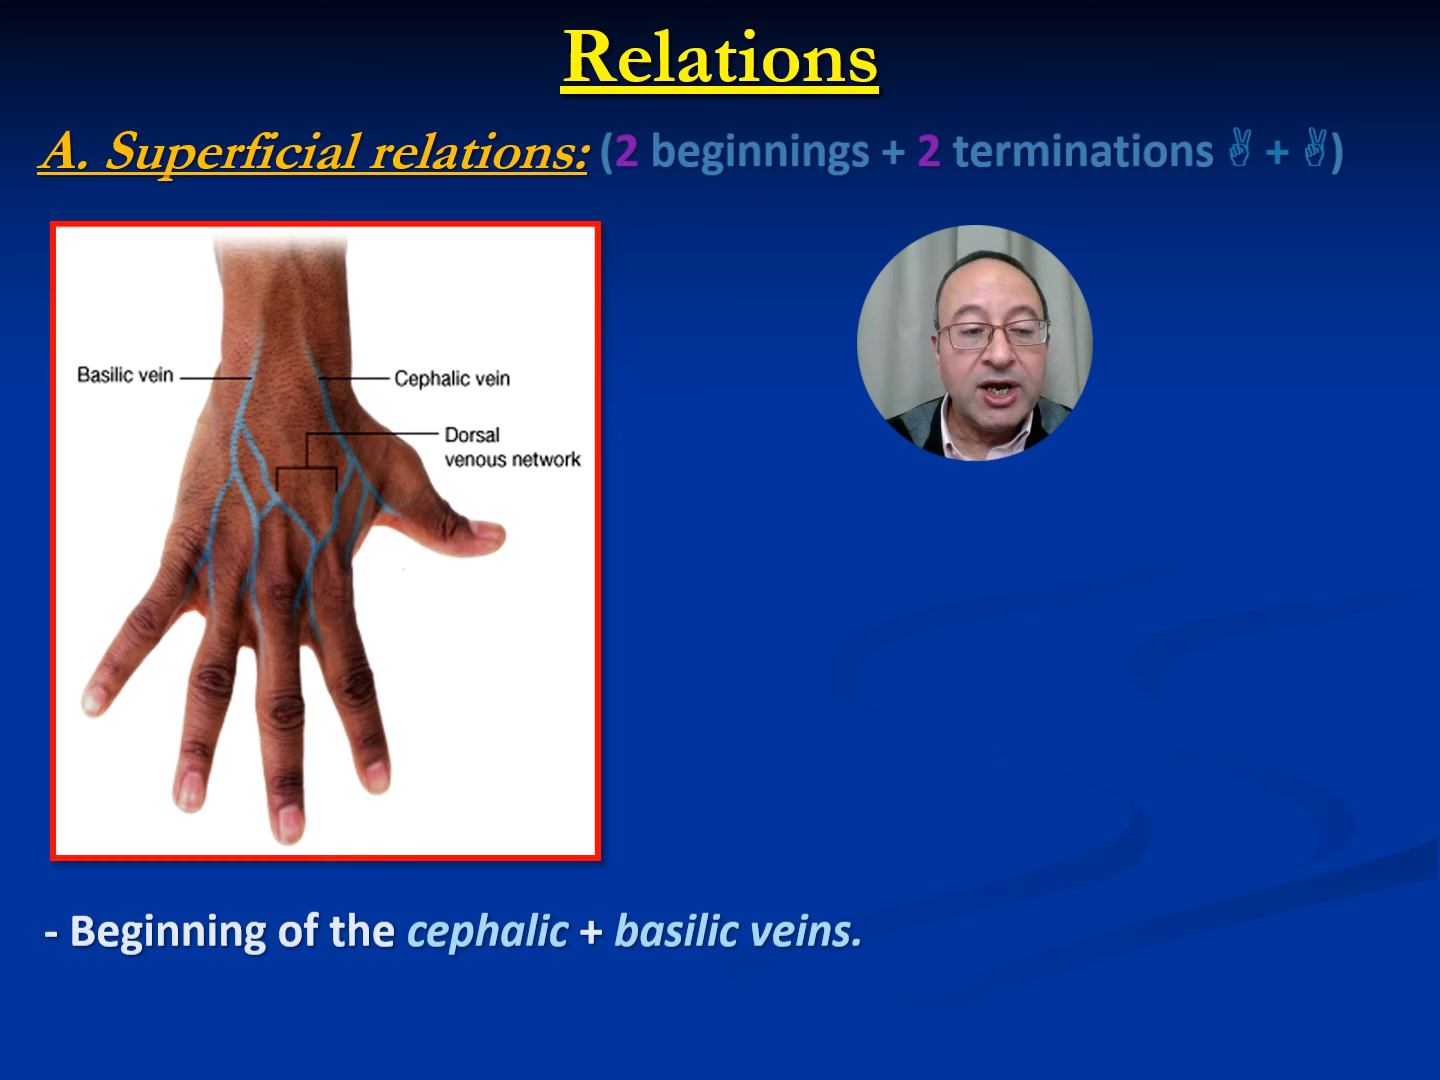 Relations
A. Superficial relations: (2 beginnings + 2 terminations ✌ + ✌)
Basilic vein
Cephalic vein
Dorsal
venous network
- Beginning of the cephalic + basilic veins.